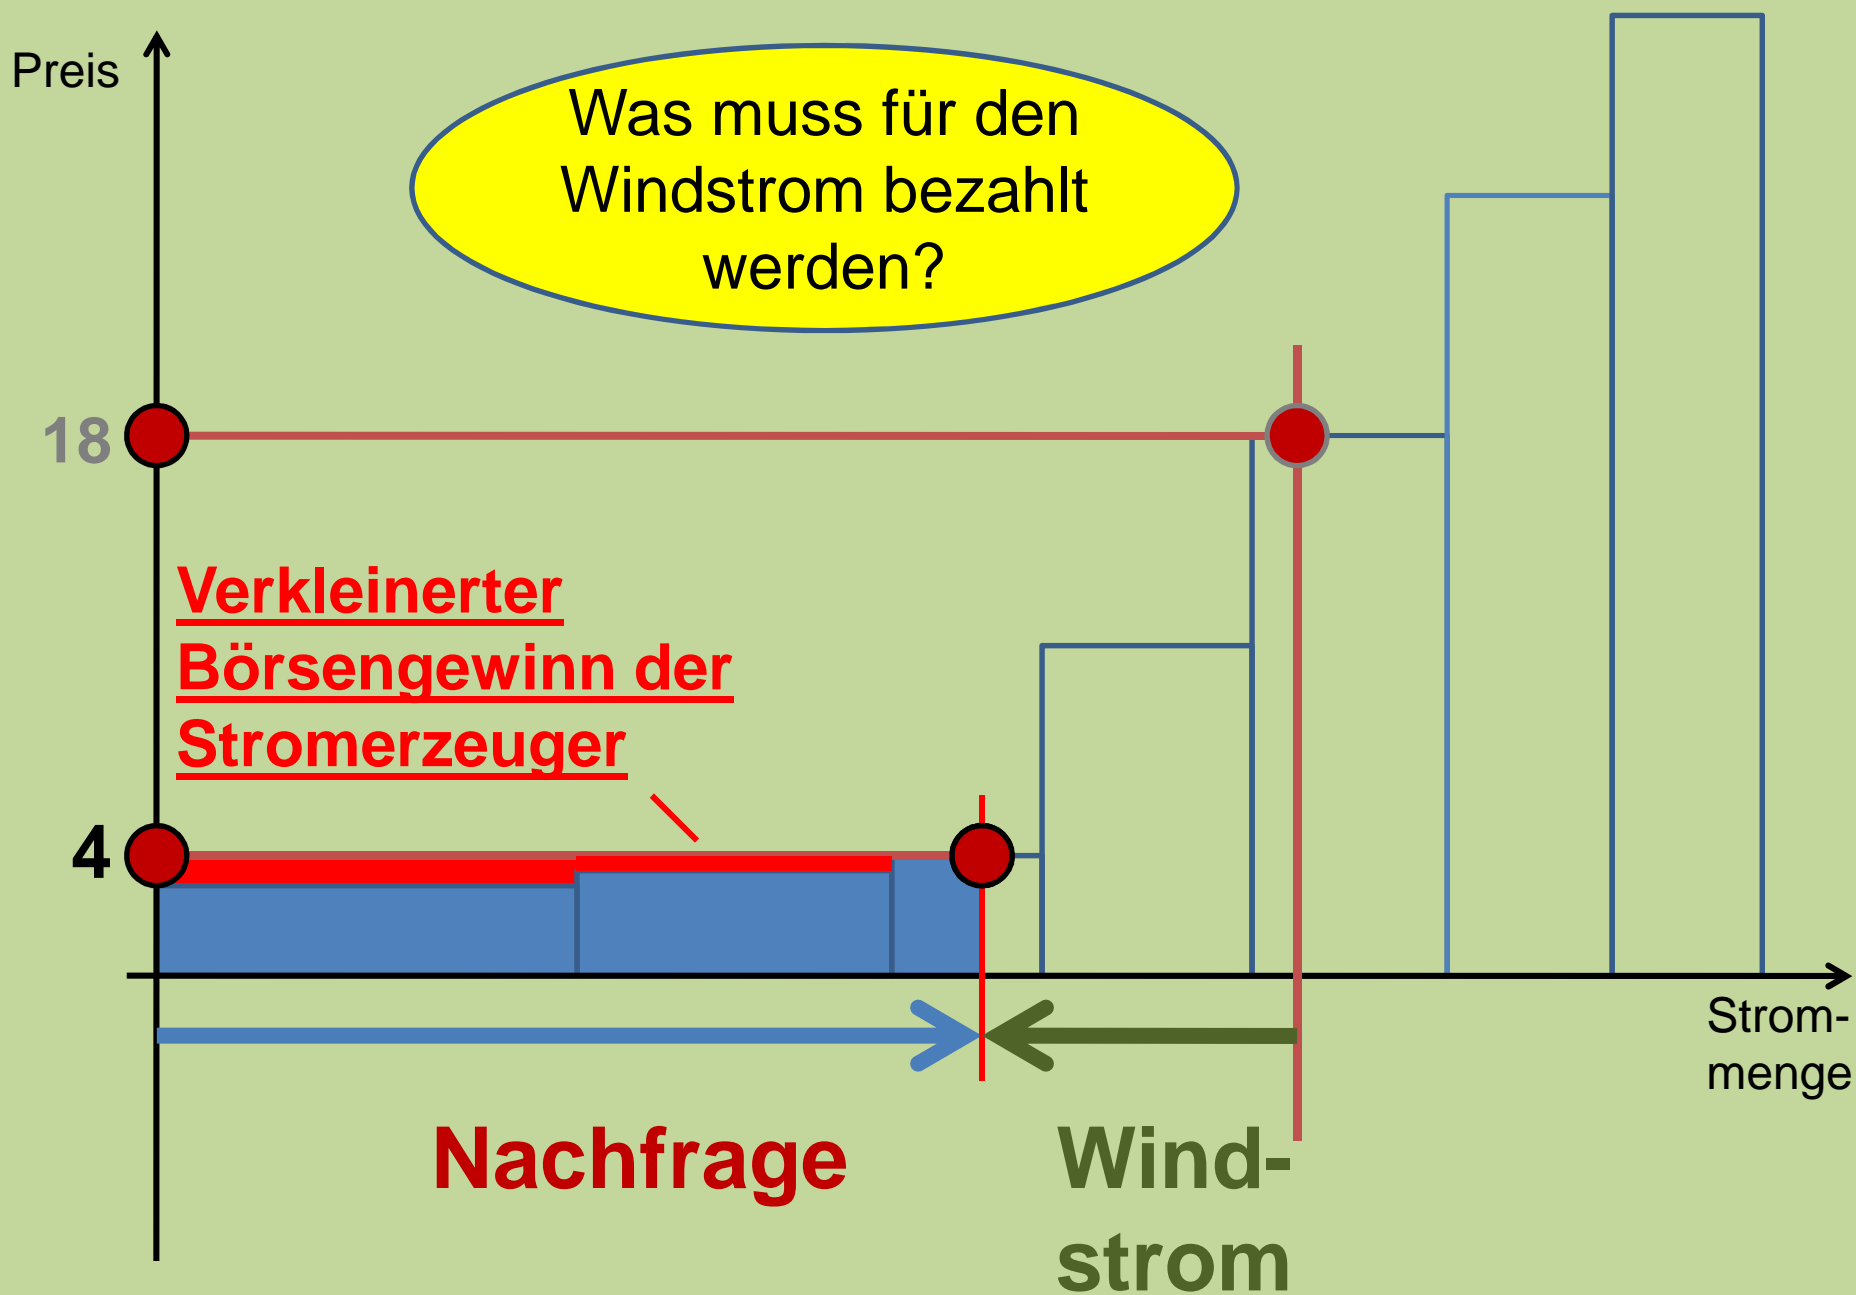 Preis
Was muss für den
Windstrom bezahlt
werden?
18
Verkleinerter
Börsengewinn der
Stromerzeuger
4
Strom-
menge
Nachfrage
Wind-
strom